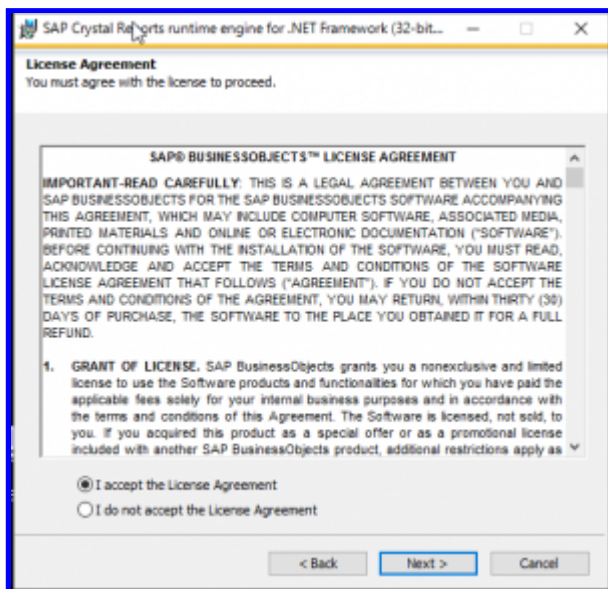 SAP Crystal Reports runtime engine for .NET Framework (32-bit...
License Agreement
You must agree with the license to proceed.
SAP® BUSINESSOBJECTS™ LICENSE AGREEMENT
IMPORTANT-READ CAREFULLY: THIS IS A LEGAL AGREEMENT BETWEEN YOU AND
SAP BUSINESSOBJECTS FOR THE SAP BUSINESSOBJECTS SOFTWARE ACCOMPANYING
THIS AGREEMENT, WHICH MAY INCLUDE COMPUTER SOFTWARE, ASSOCIATED MEDIA,
PRINTED MATERIALS AND ONLINE OR ELECTRONIC DOCUMENTATION ("SOFTWARE").
BEFORE CONTINUING WITH THE INSTALLATION OF THE SOFTWARE, YOU MUST READ,
ACKNOWLEDGE AND ACCEPT THE TERMS AND CONDITIONS OF THE SOFTWARE
LICENSE AGREEMENT THAT FOLLOWS ("AGREEMENT"). IF YOU DO NOT ACCEPT THE
TERMS AND CONDITIONS OF THE AGREEMENT, YOU MAY RETURN, WITHIN THIRTY (30)
DAYS OF PURCHASE, THE SOFTWARE TO THE PLACE YOU OBTAINED IT FOR A FULL
REFUND.
1. GRANT OF LICENSE. SAP BusinessObjects grants you a nonexclusive and limited
license to use the Software products and functionalities for which you have paid the
applicable fees solely for your internal business purposes and in accordance with
the terms and conditions of this Agreement. The Software is licensed, not sold, to
you. If you acquired this product as a special offer or as a promotional license
included with another SAP BusinessObjects product, additional restrictions apply as
I accept the License Agreement
I do not accept the License Agreement
< Back Next > Cancel